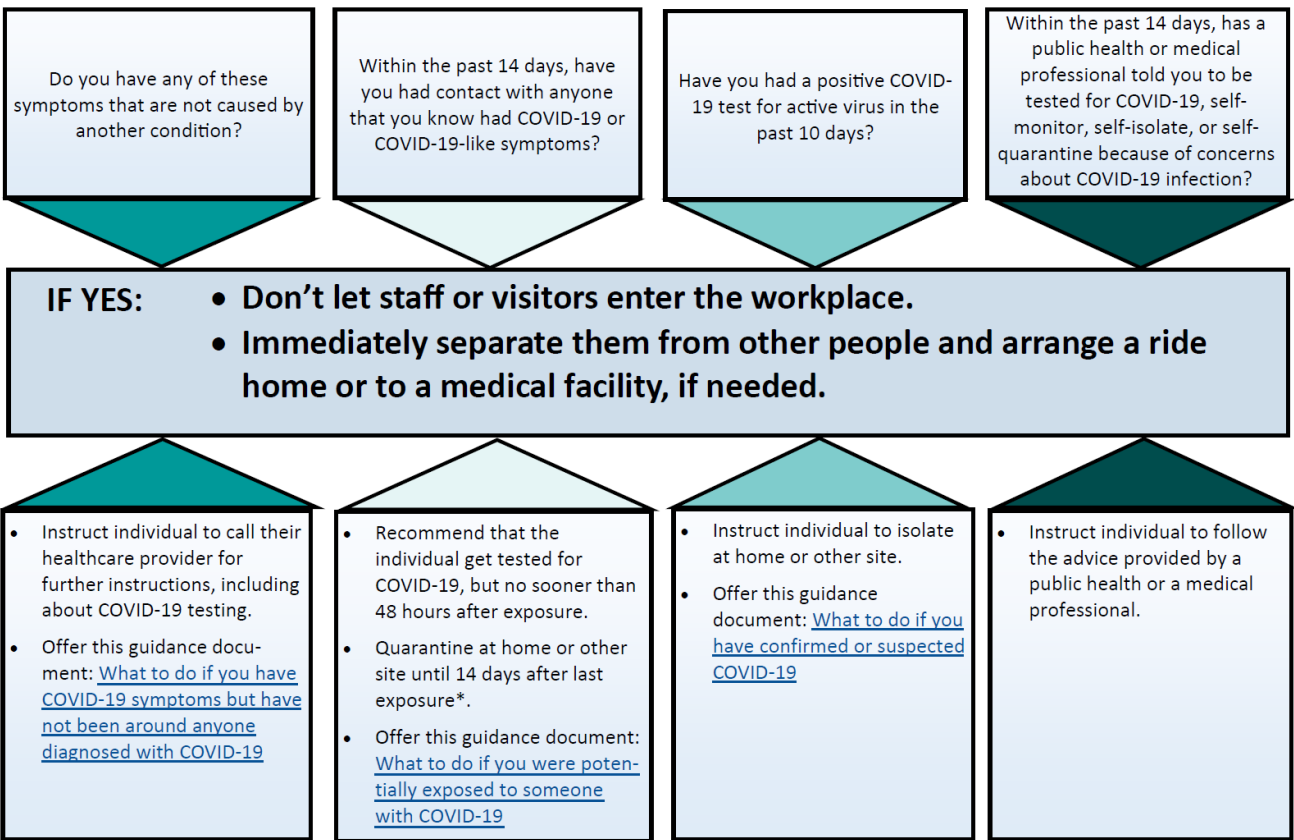 Do you have any of these
symptoms that are not caused by
another condition?
Within the past 14 days, have
you had contact with anyone
that you know had COVID-19 or
COVID-19-like symptoms?
Have you had a positive COVID-
19 test for active virus in the
past 10 days?
Within the past 14 days, has a
public health or medical
professional told you to be
tested for COVID-19, self-
monitor, self-isolate, or self-
quarantine because of concerns
about COVID-19 infection?
IF YES:
• Don’t let staff or visitors enter the workplace.
• Immediately separate them from other people and arrange a ride
home or to a medical facility, if needed.
• Instruct individual to call their
healthcare provider for
further instructions, including
about COVID-19 testing.
• Offer this guidance docu-
ment: What to do if you have
COVID-19 symptoms but have
not been around anyone
diagnosed with COVID-19
• Recommend that the
individual get tested for
COVID-19, but no sooner than
48 hours after exposure.
• Quarantine at home or other
site until 14 days after last
exposure*.
• Offer this guidance document:
What to do if you were poten-
tially exposed to someone
with COVID-19
• Instruct individual to isolate
at home or other site.
• Offer this guidance
document: What to do if you
have confirmed or suspected
COVID-19
• Instruct individual to follow
the advice provided by a
public health or a medical
professional.